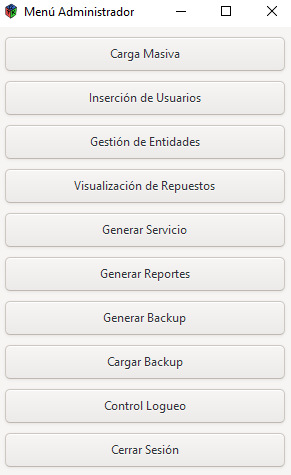 Menú Administrador
Carga Masiva
Inserción de Usuarios
Gestión de Entidades
Visualización de Repuestos
Generar Servicio
Generar Reportes
Generar Backup
Cargar Backup
Control Logueo
Cerrar Sesión